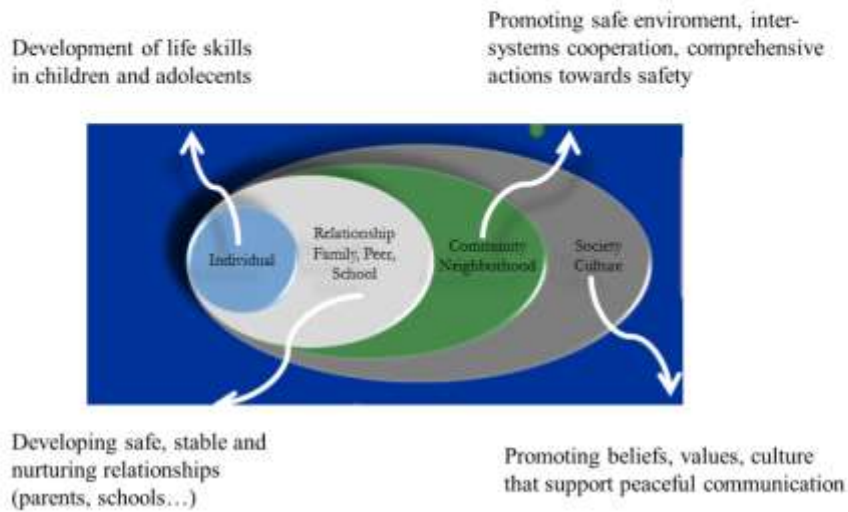 Development of life skills
in children and adolecents
Promoting safe enviroment, inter-
systems cooperation, comprehensive
actions towards safety
Individual
Relationship
Family, Peer,
School
Community
Neighborhood
Society
Culture
Developing safe, stable and
nurturing relationships
(parents, schools…)
Promoting beliefs, values, culture
that support peaceful communication